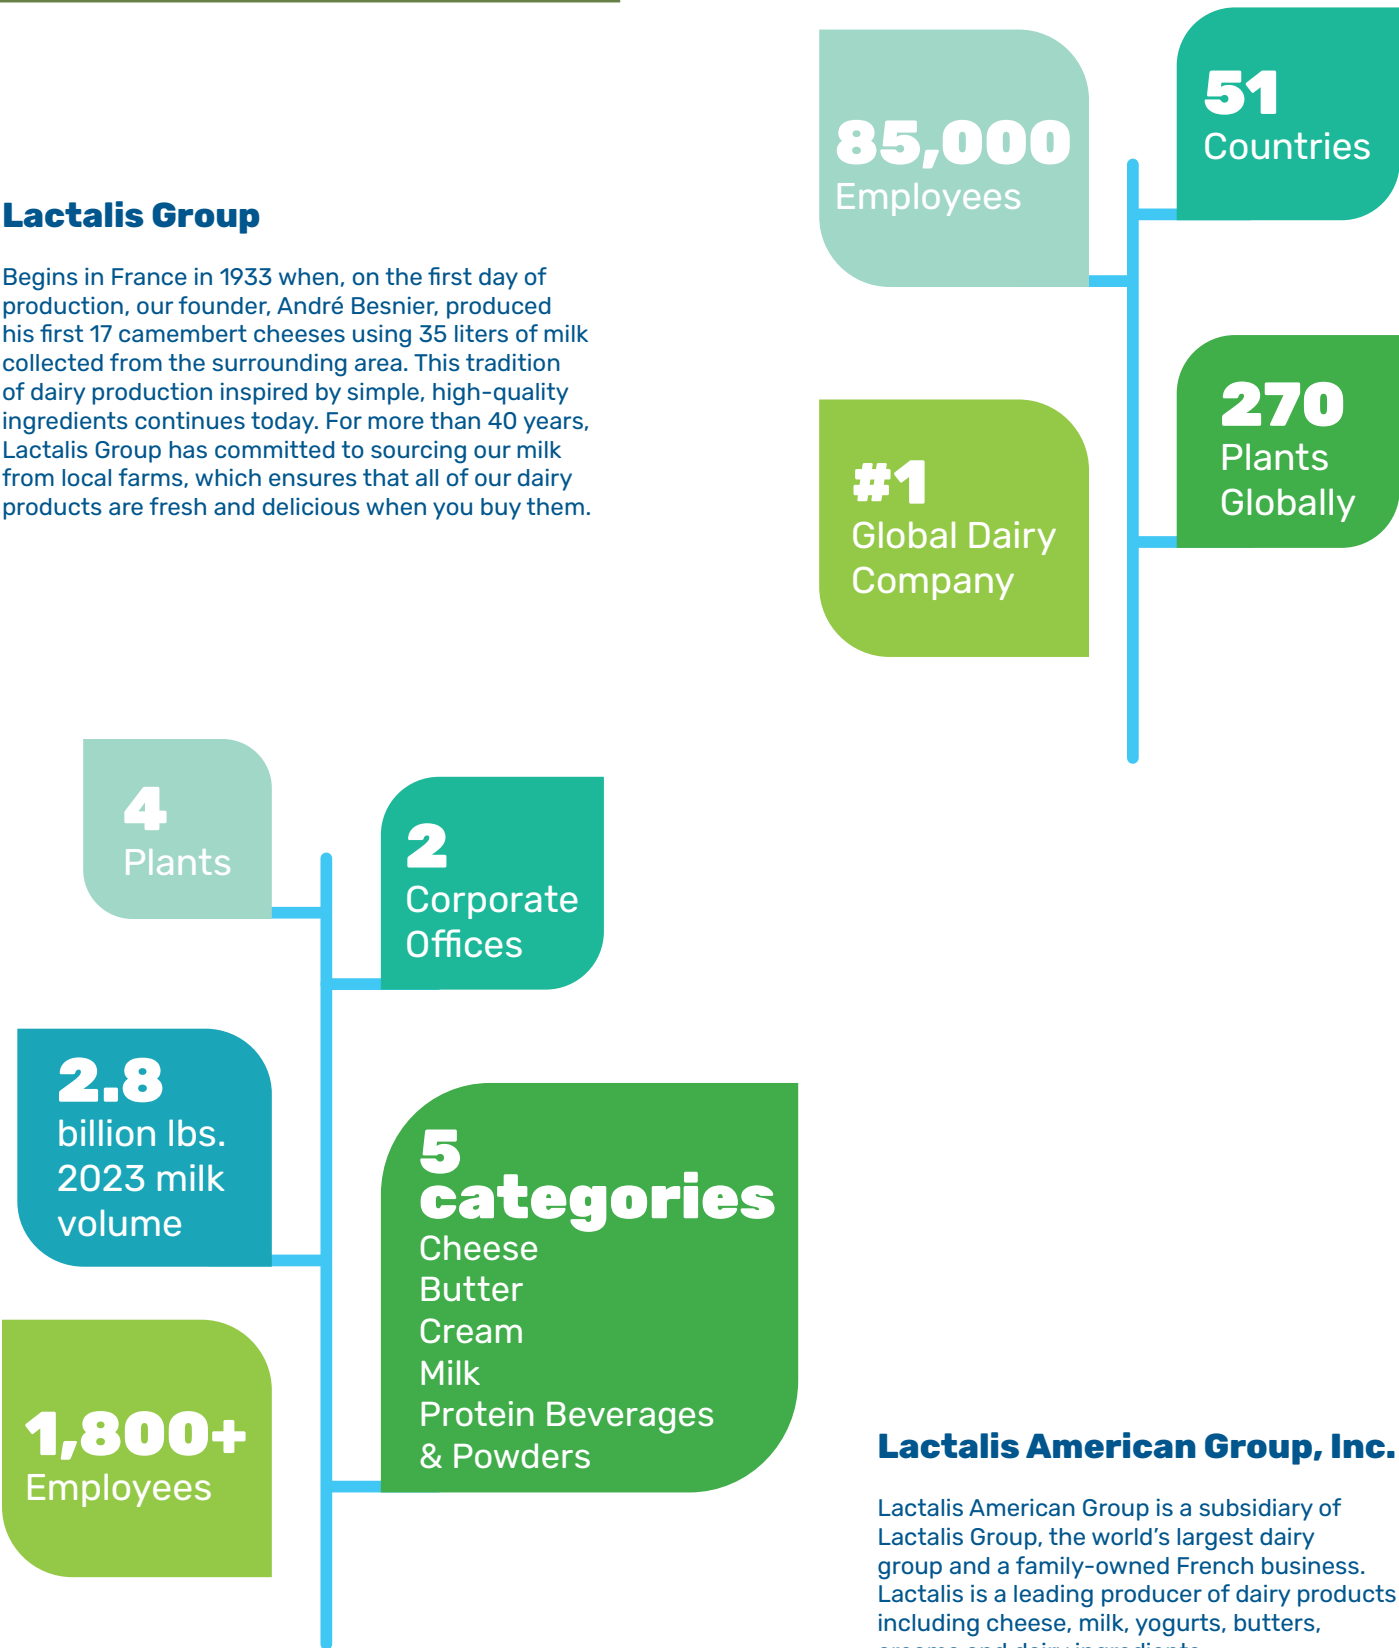 Lactalis Group
Begins in France in 1933 when, on the first day of
production, our founder, André Besnier, produced
his first 17 camembert cheeses using 35 liters of milk
collected from the surrounding area. This tradition
of dairy production inspired by simple, high-quality
ingredients continues today. For more than 40 years,
Lactalis Group has committed to sourcing our milk
from local farms, which ensures that all of our dairy
products are fresh and delicious when you buy them.
85,000
Employees
51
Countries
#1
Global Dairy
Company
270
Plants
Globally
4
Plants
2
Corporate
Offices
2.8
billion lbs.
2023 milk
volume
5
categories
Cheese
Butter
Cream
Milk
Protein Beverages
& Powders
1,800+
Employees
Lactalis American Group, Inc.
Lactalis American Group is a subsidiary of
Lactalis Group, the world's largest dairy
group and a family-owned French business.
Lactalis is a leading producer of dairy products
including cheese, milk, yogurts, butters,